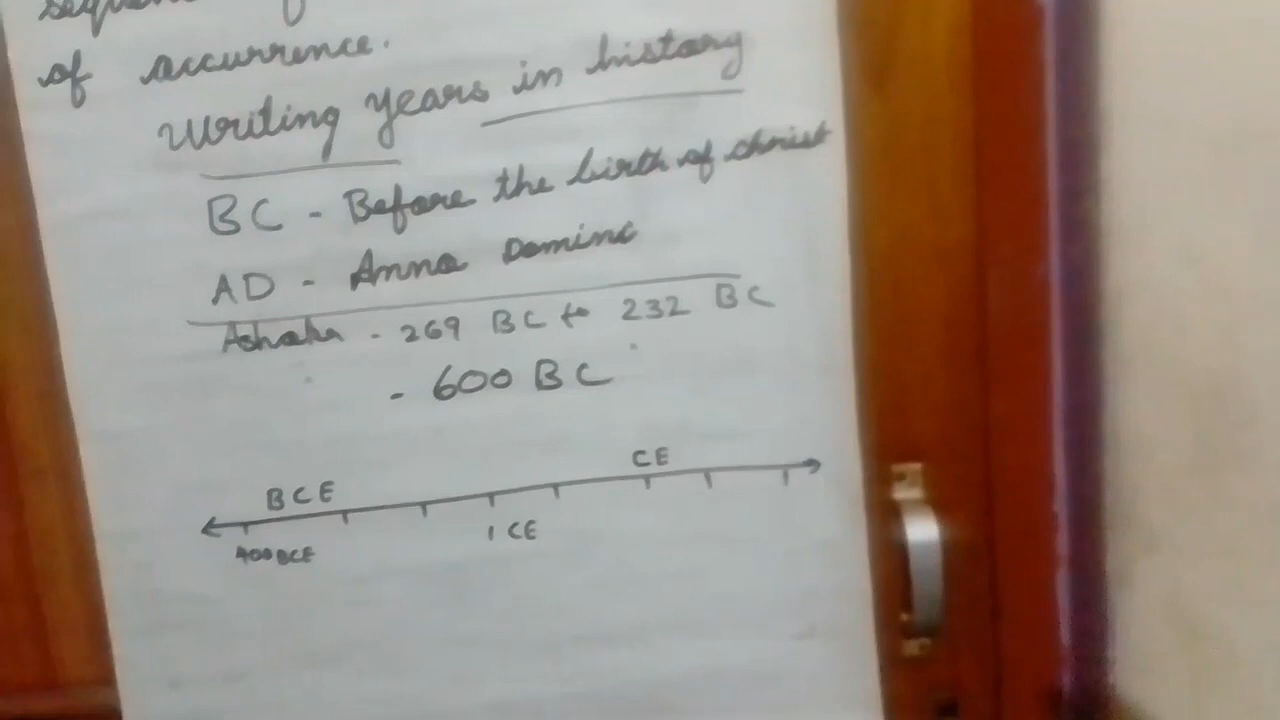 of accurrence.
Writing years in history
BC - Before the birth of christ
AD - Anno Domine
Ashoka - 269 BC to 232 BC
- 600 BC
CE
BCE
1 CE
400 BCE